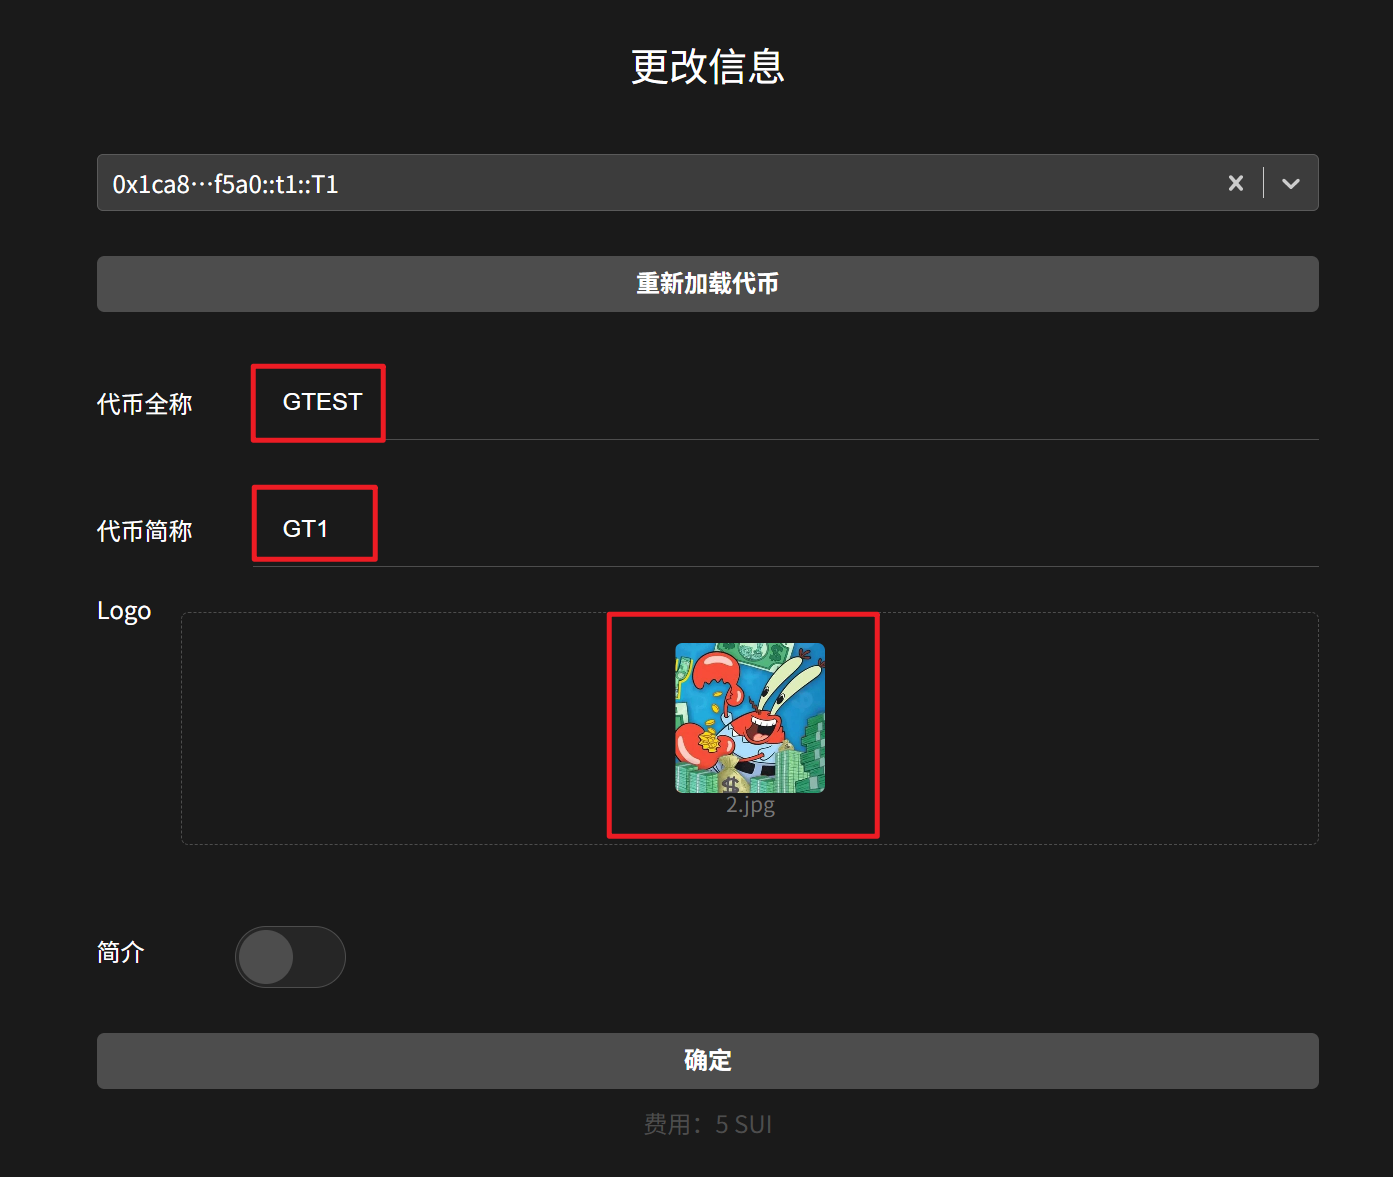 更改信息
0x1ca8···f5a0::t1::T1
重新加载代币
代币全称
GTEST
代币简称
GT1
Logo
$
$
2.jpg
简介
确定
费用：5 SUI